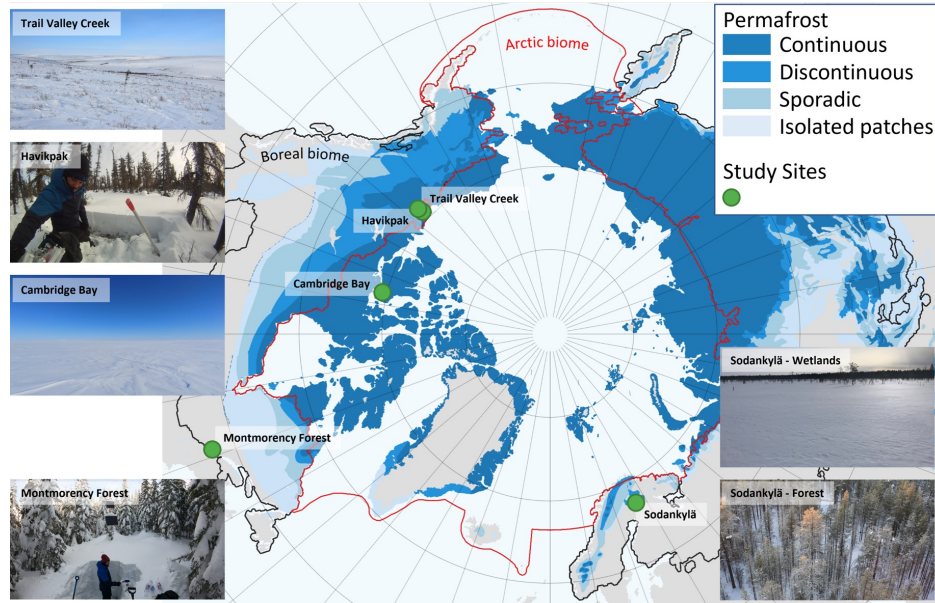 Trail Valley Creek
Havikpak
Cambridge Bay
Montmorency Forest
Arctic biome
Boreal biome
Trail Valley Creek
Havikpak
Cambridge Bay
Montmorency Forest
Sodankylä
Permafrost
Continuous
Discontinuous
Sporadic
Isolated patches
Study Sites
Sodankylä - Wetlands
Sodankylä - Forest